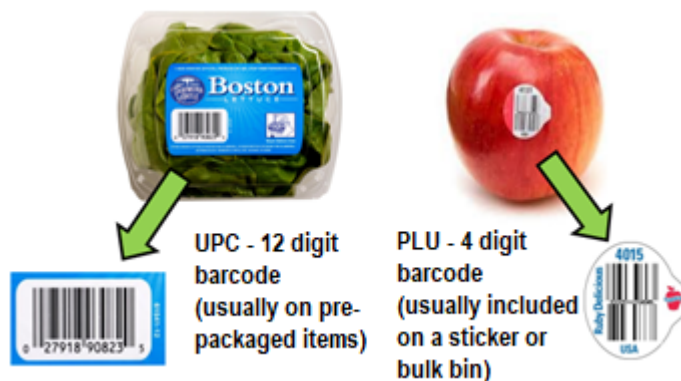 Boston
LETTUCE
UPC - 12 digit
barcode
(usually on pre-
packaged items)
0 27918 90823 5
PLU - 4 digit
barcode
(usually included
on a sticker or
bulk bin)
4015
Ruby Delicious
USA